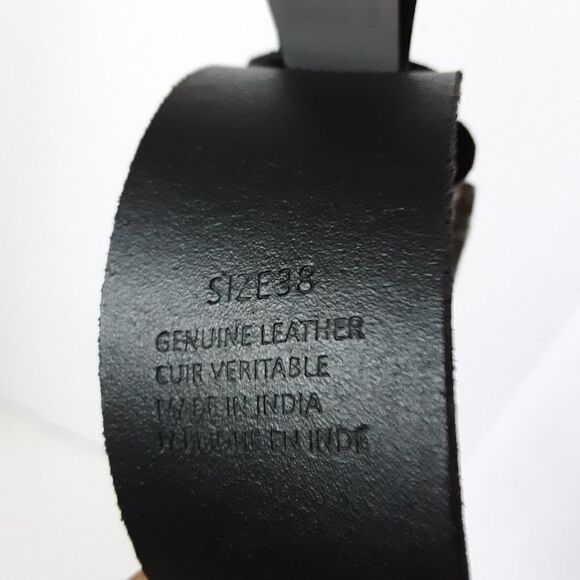 SIZE38
GENUINE LEATHER
CUIR VERITABLE
MADE IN INDIA
EN INDE